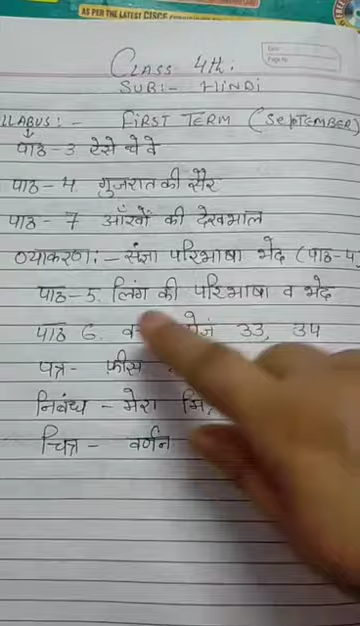 AS PER THE LATEST CISCE
CLASS 4th.
SUB:- HINDI
Date
Page No.
LLABUS:- FIRST TERM (SEPTEMBER)
पाठ-3 ऐसे थे वे
पाठ-4 गुजरात की सैर
पाठ-7 आँखों की देखभाल
व्याकरण:- संज्ञा परिभाषा भेद (पाठ-4
पाठ-5. लिंग की परिभाषा व भेद
पाठ 6. 33, 34
पत्र- फ़ीस
निबंध - मेरा
चित्र - वर्णन